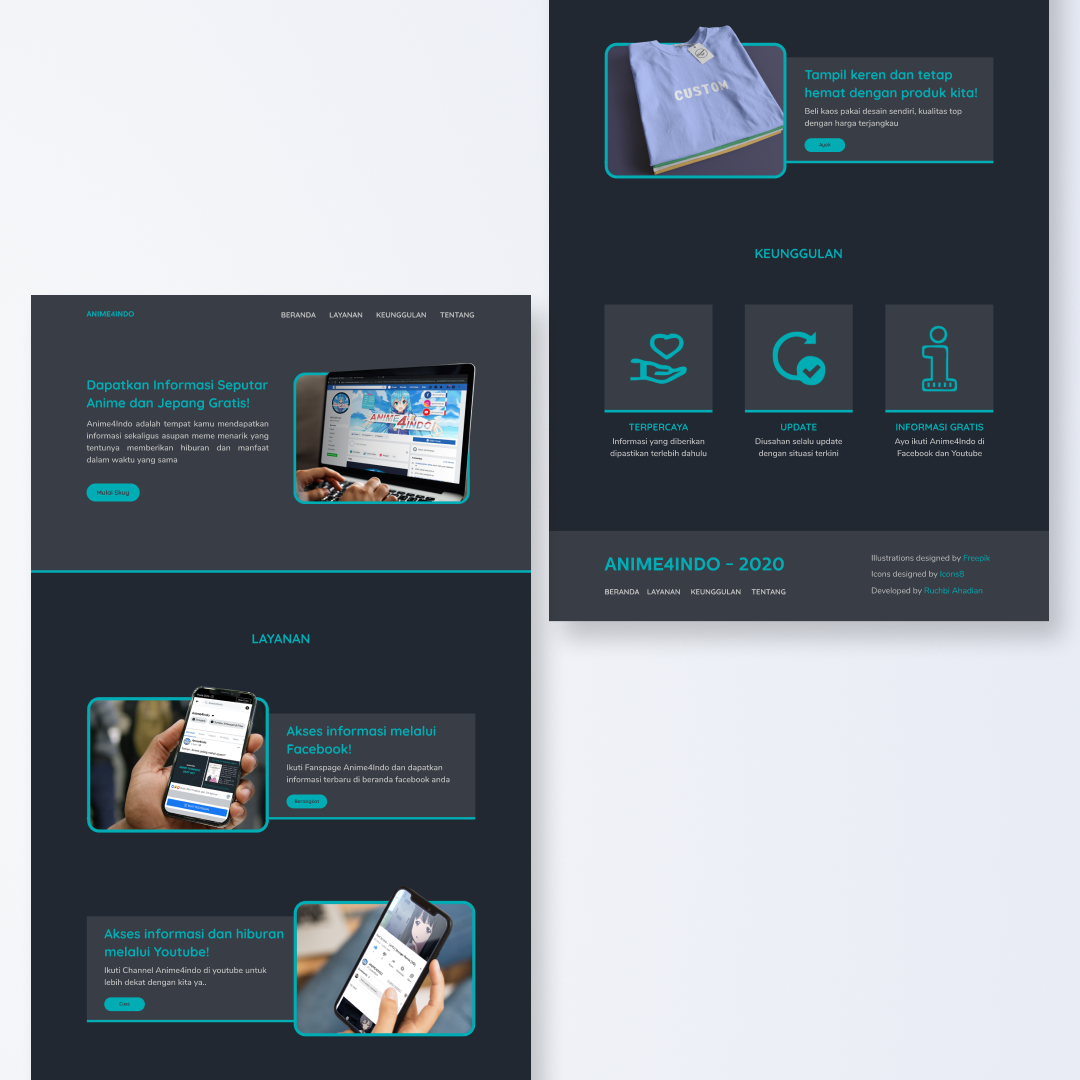 ANIME4INDO
BERANDA LAYANAN KEUNGGULAN TENTANG
Dapatkan Informasi Seputar
Anime dan Jepang Gratis!
Anime4Indo adalah tempat kamu mendapatkan
informasi sekaligus asupan meme menarik yang
tentunya memberikan hiburan dan manfaat
dalam waktu yang sama
Mulai Skuy
ANIME
4INDO
LAYANAN
Akses informasi melalui
Facebook!
Ikuti Fanspage Anime4Indo dan dapatkan
informasi terbaru di beranda facebook anda
Berangkat
Akses informasi dan hiburan
melalui Youtube!
Ikuti Channel Anime4indo di youtube untuk
lebih dekat dengan kita ya..
CUSTOM
Tampil keren dan tetap
hemat dengan produk kita!
Beli kaos pakai desain sendiri, kualitas top
dengan harga terjangkau
KEUNGGULAN
TERPERCAYA
Informasi yang diberikan
dipastikan terlebih dahulu
UPDATE
Diusahan selalu update
dengan situasi terkini
INFORMASI GRATIS
Ayo ikuti Anime4Indo di
Facebook dan Youtube
ANIME4INDO - 2020
BERANDA LAYANAN KEUNGGULAN TENTANG
Illustrations designed by Freepik
Icons designed by Icons8
Developed by Ruchbi Ahadian